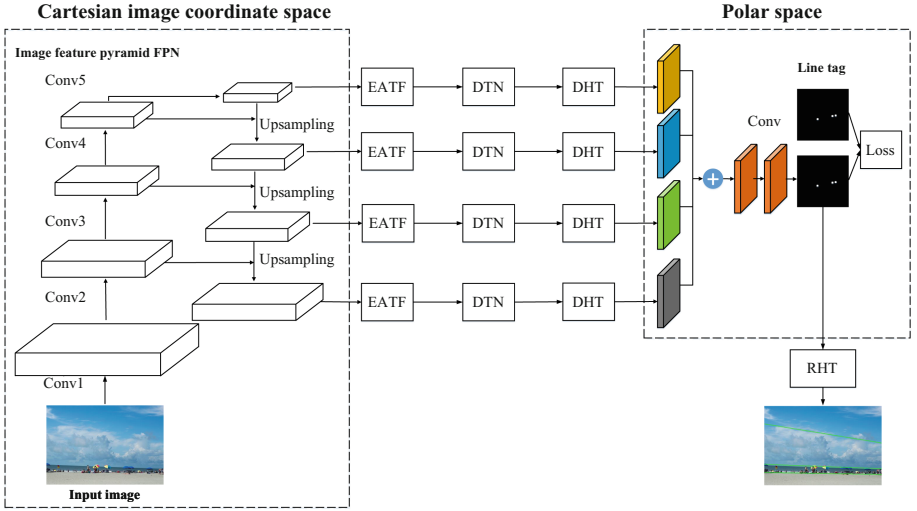 Cartesian image coordinate space
Polar space
Image feature pyramid FPN
Conv5
Conv4
Conv3
Conv2
Conv1
Upsampling
Upsampling
Upsampling
Input image
EATF
DTN
DHT
EATF
DTN
DHT
EATF
DTN
DHT
EATF
DTN
DHT
Line tag
Conv
Loss
RHT